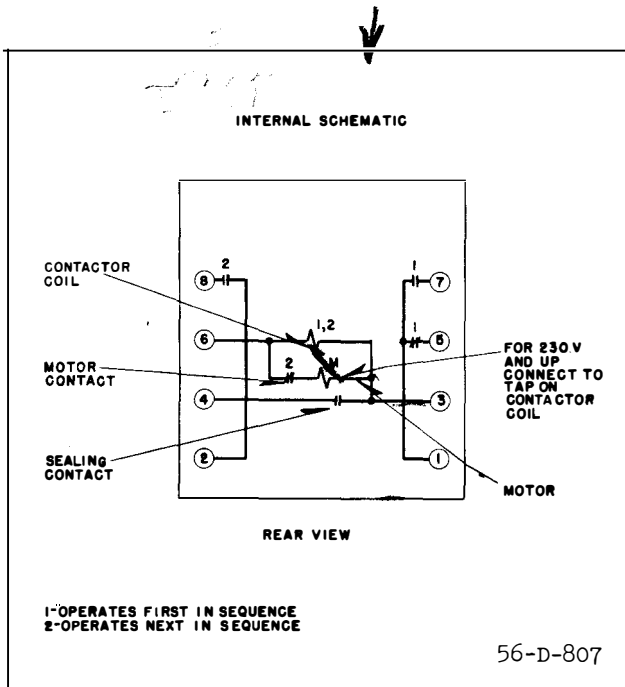 INTERNAL SCHEMATIC
CONTACTOR
COIL
8
2
1
7
6
1,2
1
5
MOTOR
CONTACT
2
M
FOR 230.V
AND UP
CONNECT TO
TAP ON
CONTACTOR
COIL
4
3
SEALING
CONTACT
2
1
MOTOR
REAR VIEW
1-OPERATES FIRST IN SEQUENCE
2-OPERATES NEXT IN SEQUENCE
56-D-807